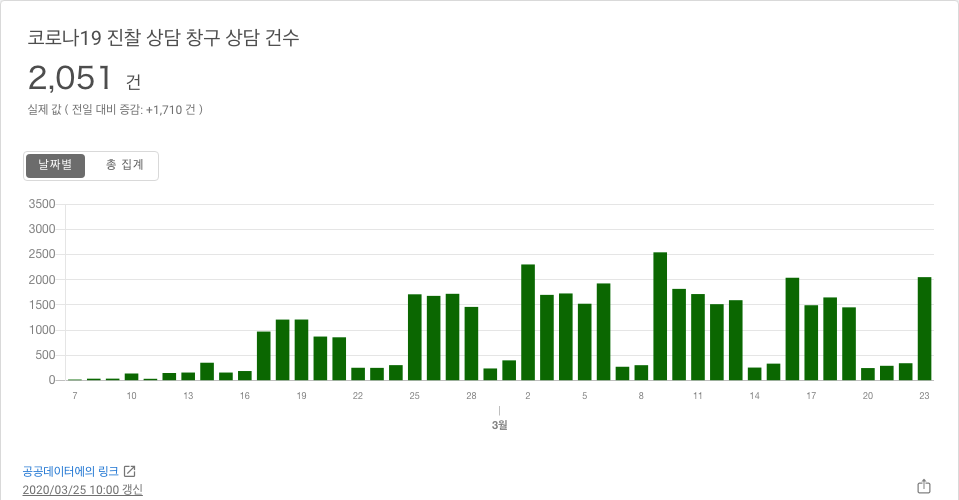 코로나19 진찰 상담 창구 상담 건수
2,051 건
실제 값 ( 전일 대비 증감: +1,710 건 )
날짜별 총 집계
3500
3000
2500
2000
1500
1000
500
0
7 10 13 16 19 22 25 28 2 5 8 11 14 17 20 23
3월
공공데이터에의 링크
2020/03/25 10:00 갱신